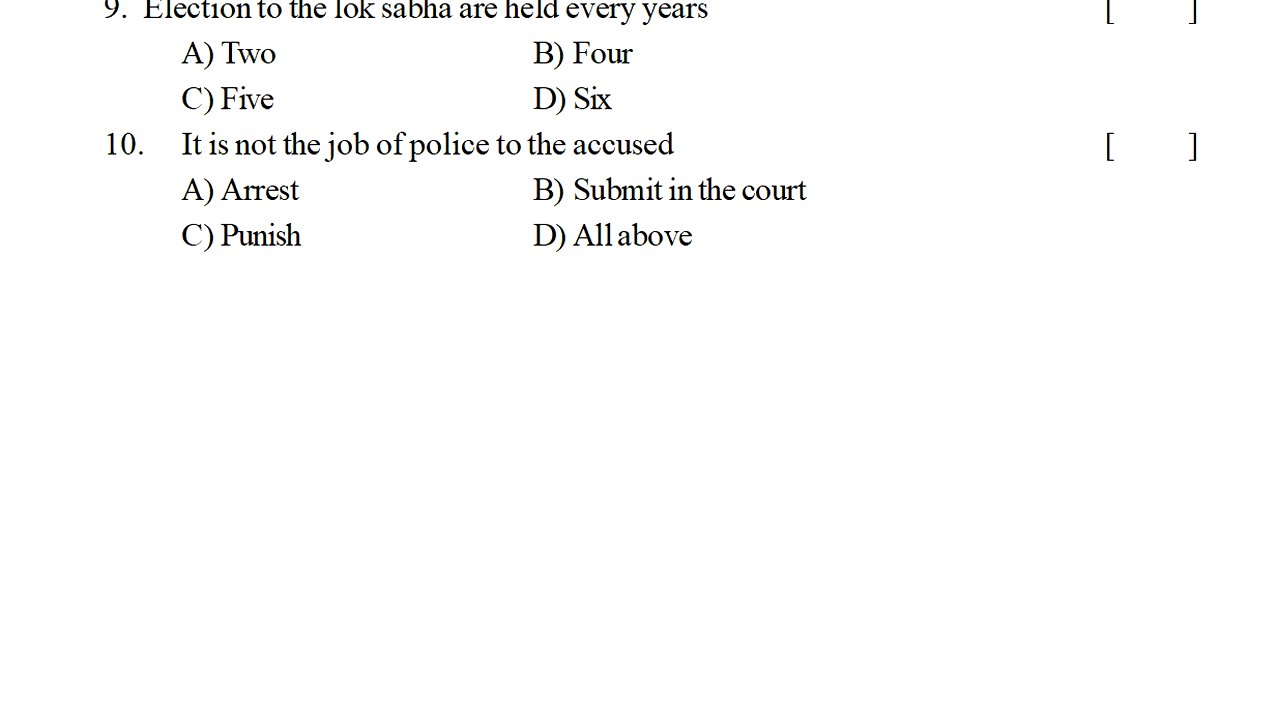 9. Election to the lok sabha are held every years [ ]
A) Two B) Four
C) Five D) Six
10. It is not the job of police to the accused [ ]
A) Arrest B) Submit in the court
C) Punish D) All above